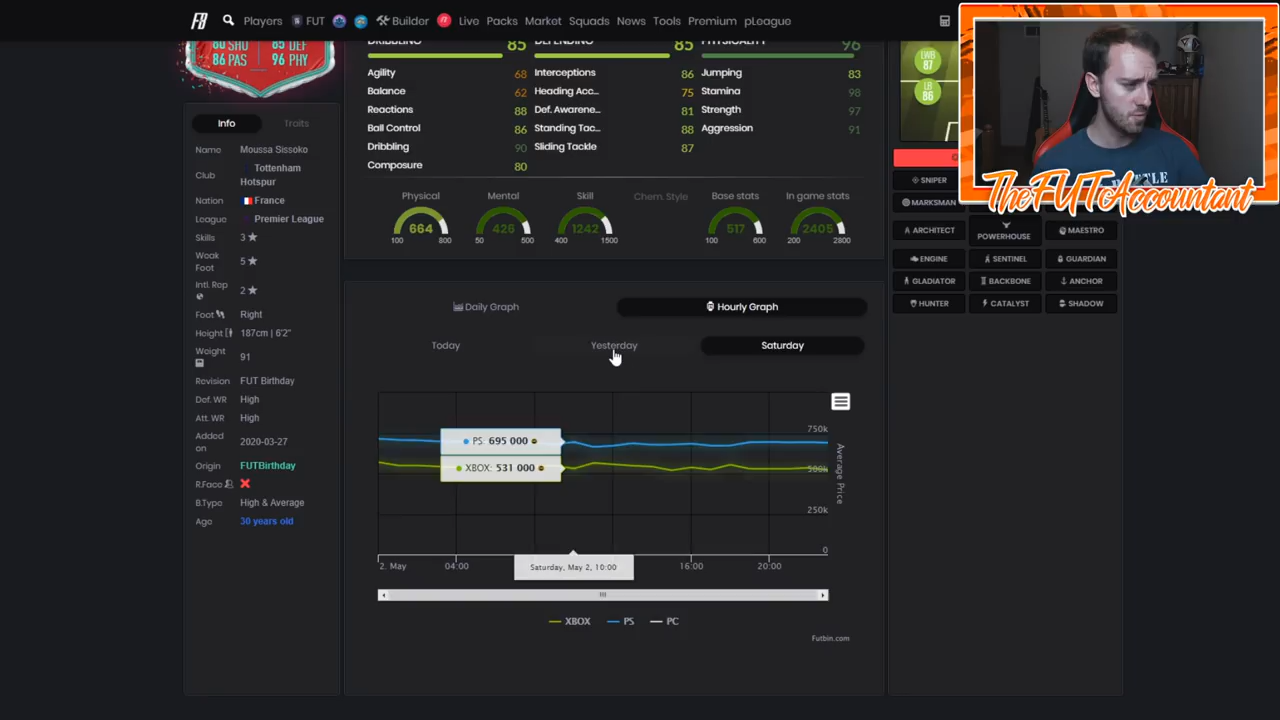 FB Players FUT Builder Live Packs Market Squads News Tools Premium pLeague
80 SHO 85 DEF
86 PAS 96 PHY
DRIBBLING 85 DEFENDING 85 PHYSICALITY 96
Agility 68 Interceptions 86 Jumping 83
Balance 62 Heading Acc... 75 Stamina 98
Reactions 88 Def. Awarene... 81 Strength 97
Ball Control 86 Standing Tac... 88 Aggression 91
Dribbling 90 Sliding Tackle 87
Composure 80
Physical Mental Skill Chem. Style Base stats In game stats
664 426 1242 517 2405
100 800 50 500 400 1500 100 600 200 2800
Info Traits
Name Moussa Sissoko
Club Tottenham Hotspur
Nation France
League Premier League
Skills 3
Weak Foot 5
Intl. Rep 2
Foot Right
Height 187cm | 6'2"
Weight 91
Revision FUT Birthday
Def. WR High
Att. WR High
Added on 2020-03-27
Origin FUTBirthday
R.Face
B.Type High & Average
Age 30 years old
Daily Graph Hourly Graph
Today Yesterday Saturday
PS: 695 000
XBOX: 531 000
750k
500k
250k
0
Average Price
2. May 04:00 16:00 20:00
Saturday, May 2, 10:00
XBOX PS PC
Futbin.com
LWB
87
LB
86
TheFUTAccountant
SNIPER
MARKSMAN
ARCHITECT POWERHOUSE MAESTRO
ENGINE SENTINEL GUARDIAN
GLADIATOR BACKBONE ANCHOR
HUNTER CATALYST SHADOW